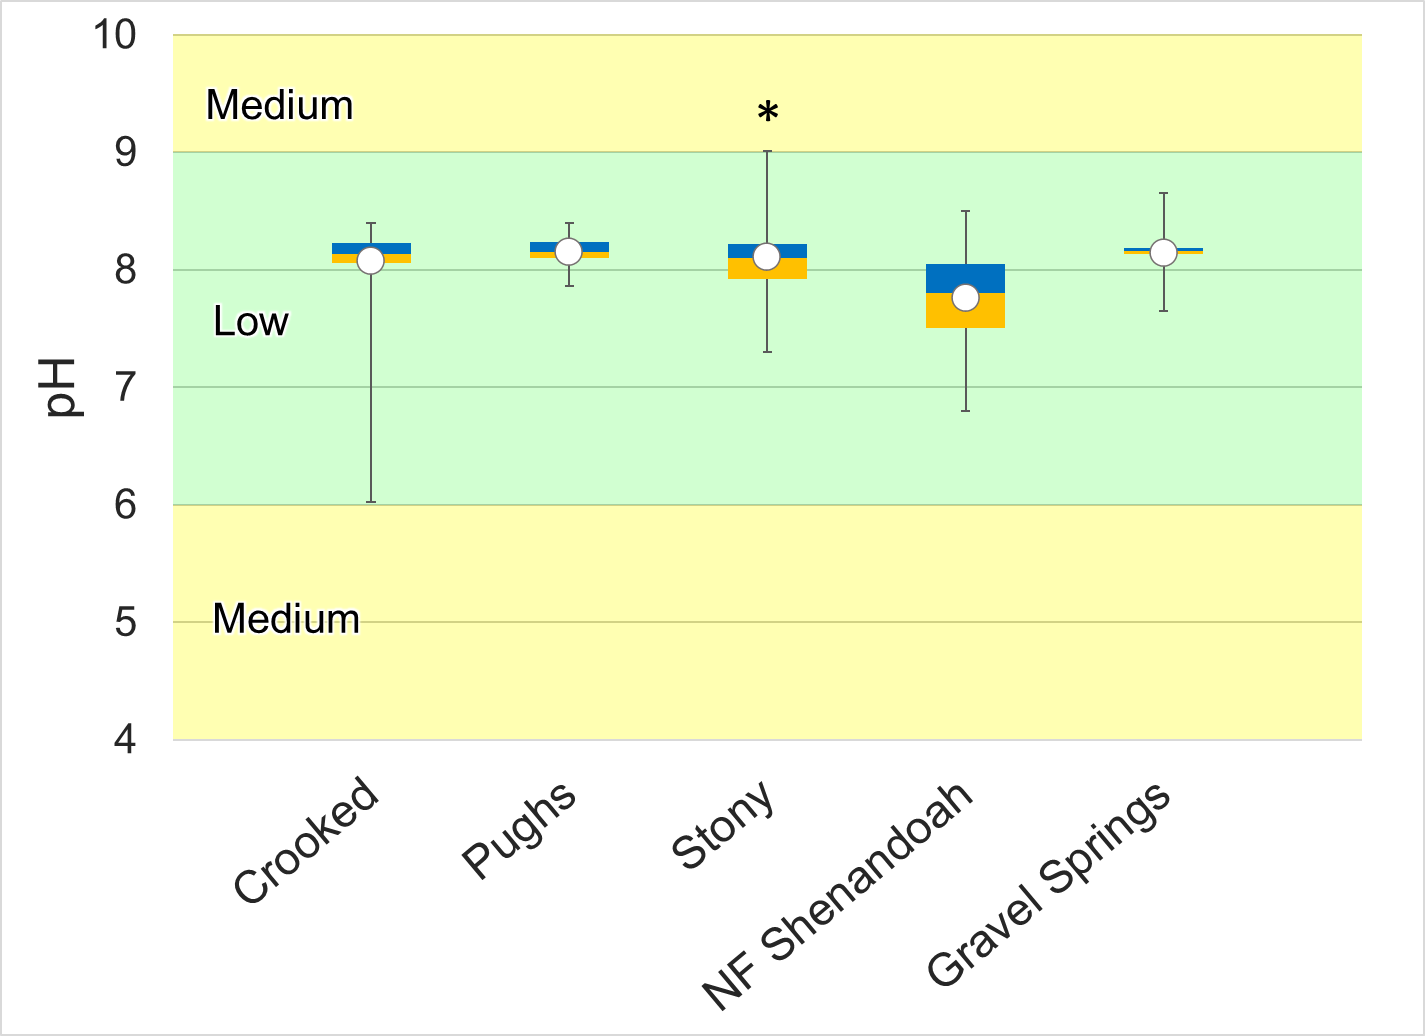 10
Medium
*
9
8
Low
pH
7
6
Medium
5
4
Crooked
Pughs
Stony
NF Shenandoah
Gravel Springs